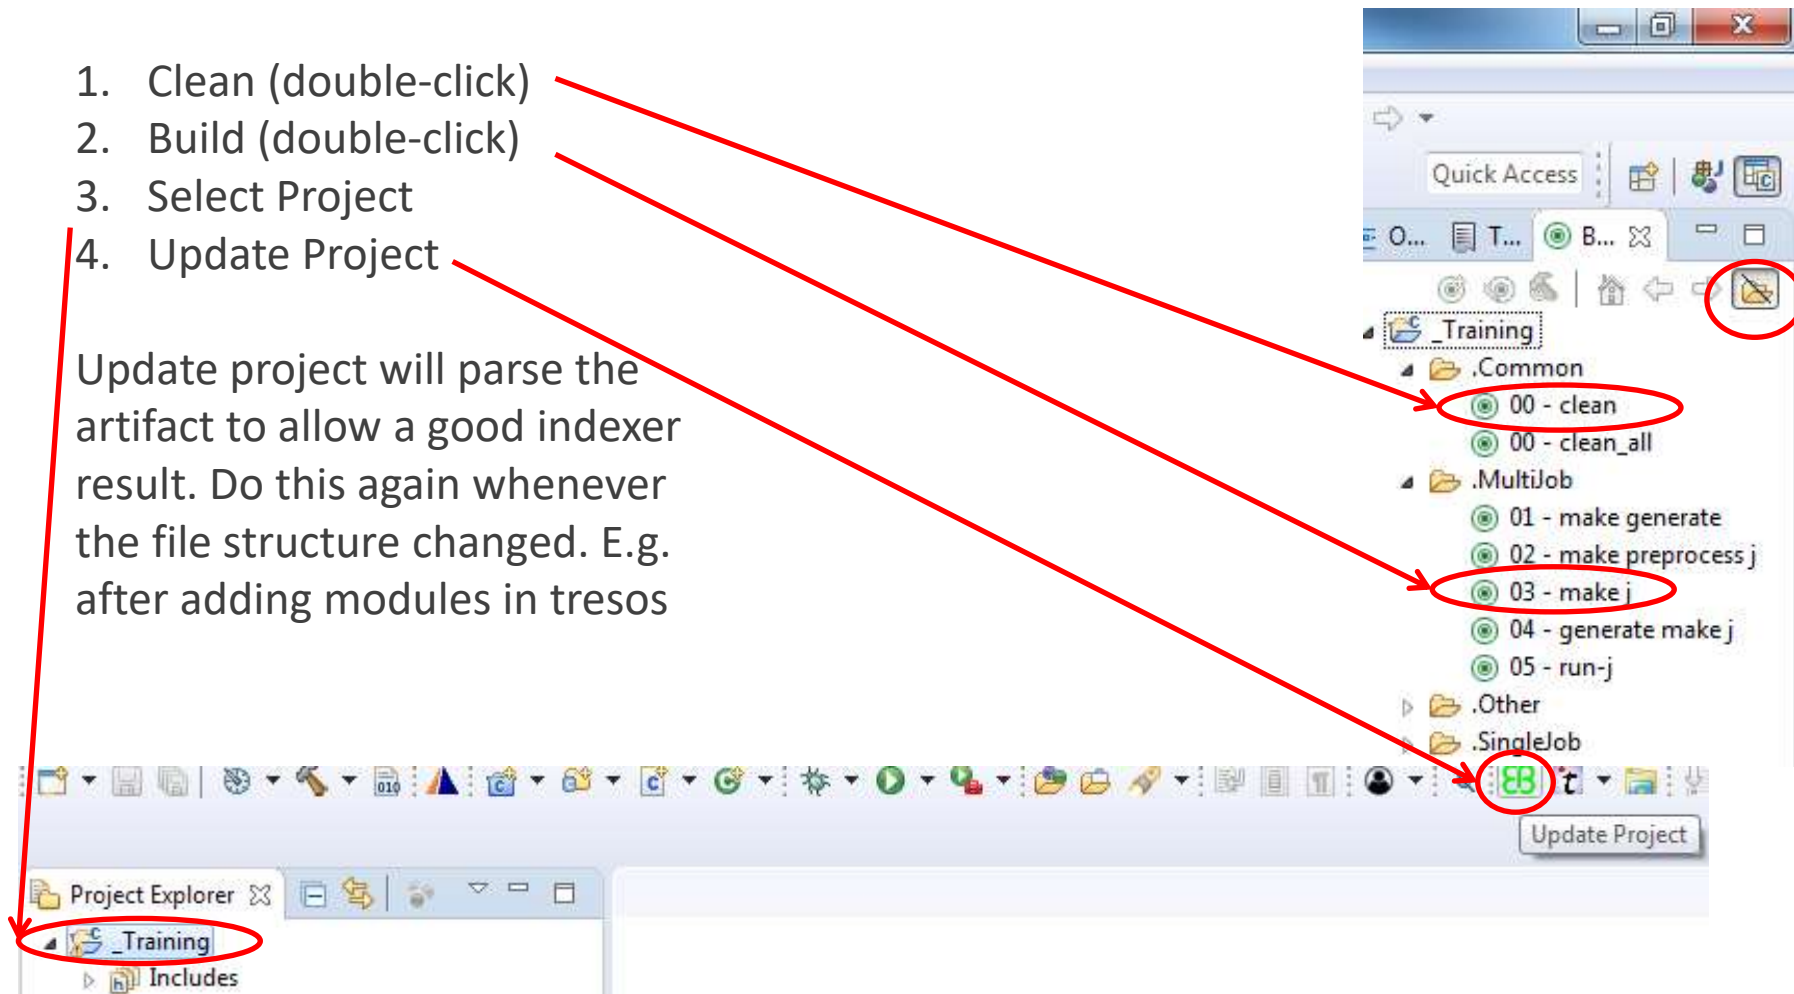 1. Clean (double-click)
2. Build (double-click)
3. Select Project
4. Update Project
Update project will parse the
artifact to allow a good indexer
result. Do this again whenever
the file structure changed. E.g.
after adding modules in tresos
Quick Access
O... T... B...
_Training
.Common
00 - clean
00 - clean_all
.MultiJob
01 - make generate
02 - make preprocess j
03 - make j
04 - generate make j
05 - run-j
.Other
.SingleJob
010 EB t
Update Project
Project Explorer
_Training
Includes